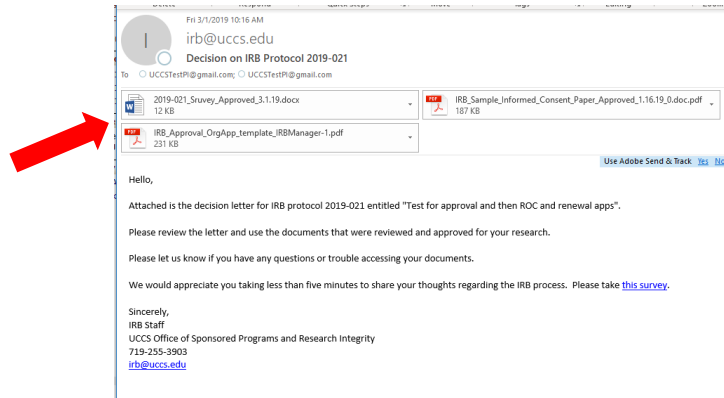 Fri 3/1/2019 10:16 AM
I
irb@uccs.edu
Decision on IRB Protocol 2019-021
To UCCSTestPI@gmail.com; UCCSTestPI@gmail.com
2019-021_Sruvey_Approved_3.1.19.docx
12 KB
IRB_Sample_Informed_Consent_Paper_Approved_1.16.19_0.doc.pdf
187 KB
IRB_Approval_OrgApp_template_IRBManager-1.pdf
231 KB
Use Adobe Send & Track Yes No
Hello,
Attached is the decision letter for IRB protocol 2019-021 entitled "Test for approval and then ROC and renewal apps".
Please review the letter and use the documents that were reviewed and approved for your research.
Please let us know if you have any questions or trouble accessing your documents.
We would appreciate you taking less than five minutes to share your thoughts regarding the IRB process. Please take this survey.
Sincerely,
IRB Staff
UCCS Office of Sponsored Programs and Research Integrity
719-255-3903
irb@uccs.edu